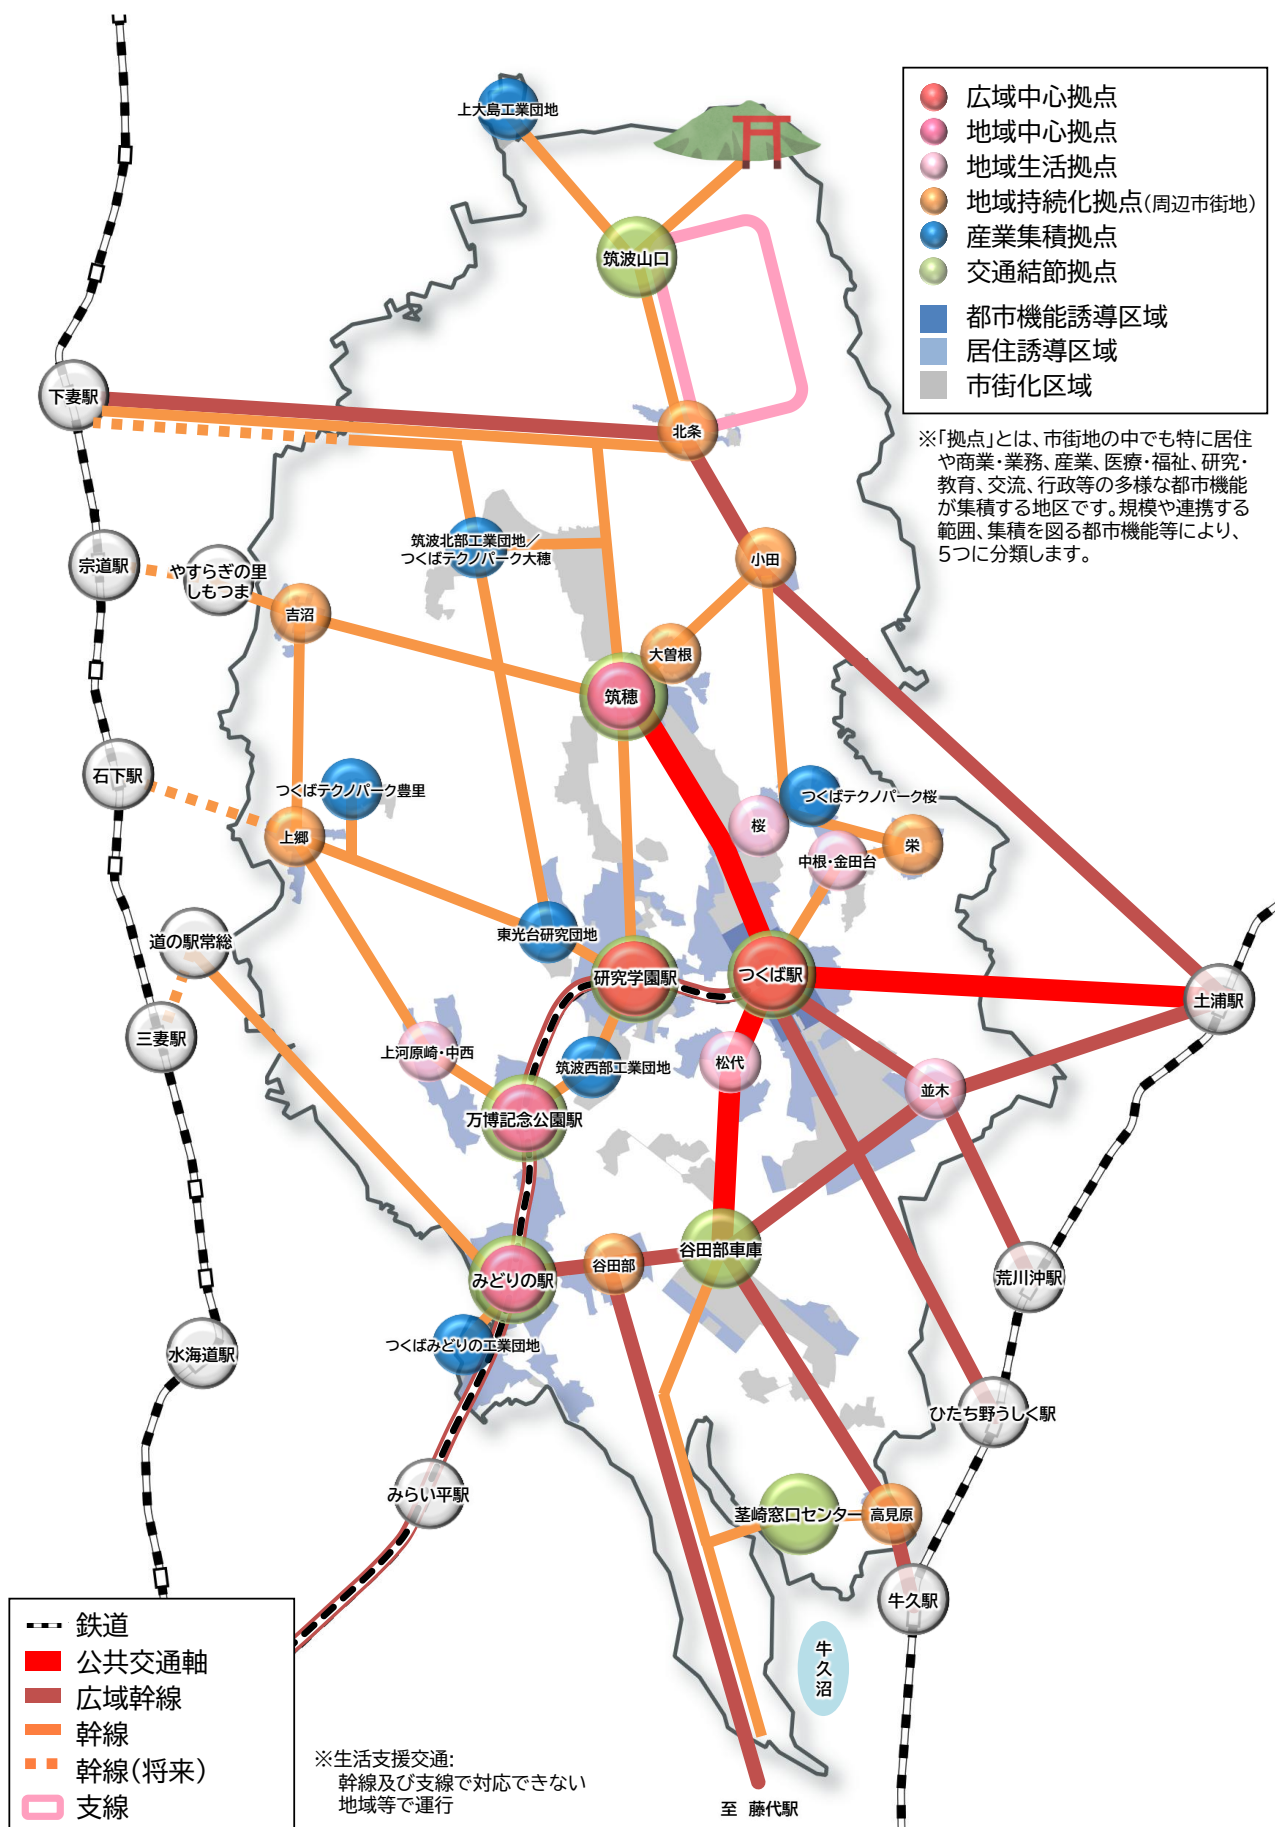 広域中心拠点
地域中心拠点
地域生活拠点
地域持続化拠点(周辺市街地)
産業集積拠点
交通結節拠点
都市機能誘導区域
居住誘導区域
市街化区域
※「拠点」とは、市街地の中でも特に居住
や商業・業務、産業、医療・福祉、研究・
教育、交流、行政等の多様な都市機能
が集積する地区です。規模や連携する
範囲、集積を図る都市機能等により、
５つに分類します。
上大島工業団地
筑波山口
下妻駅
北条
筑波北部工業団地／
つくばテクノパーク大穂
小田
宗道駅
やすらぎの里
しもつま
吉沼
大曽根
筑穂
石下駅
つくばテクノパーク豊里
つくばテクノパーク桜
桜
上郷
中根・金田台
栄
道の駅常総
東光台研究団地
研究学園駅
つくば駅
土浦駅
三妻駅
上河原崎・中西
筑波西部工業団地
松代
並木
万博記念公園駅
谷田部車庫
谷田部
みどりの駅
荒川沖駅
つくばみどりの工業団地
水海道駅
ひたち野うしく駅
みらい平駅
茎崎窓口センター
高見原
牛久駅
牛久沼
至 藤代駅
鉄道
公共交通軸
広域幹線
幹線
幹線(将来)
支線
※生活支援交通:
幹線及び支線で対応できない
地域等で運行